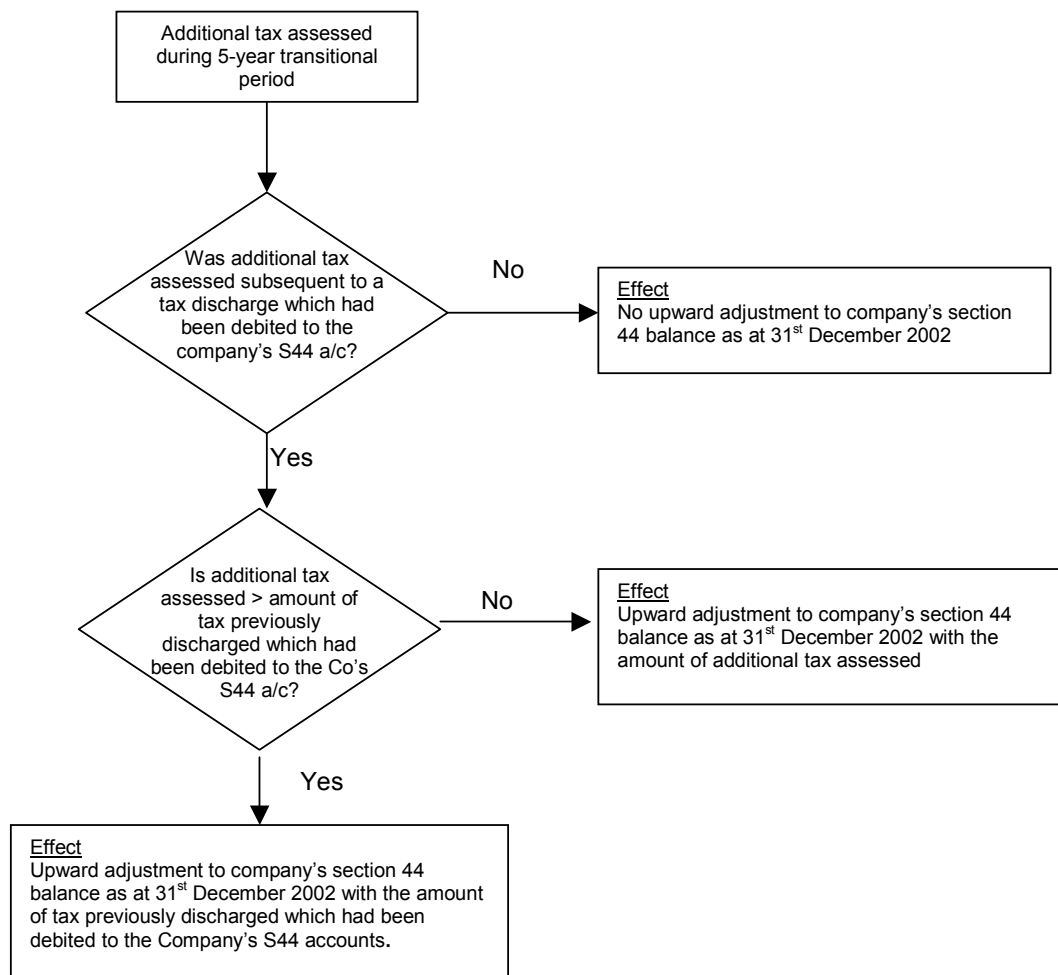 Additional tax assessed
during 5-year transitional
period
Was additional tax
assessed subsequent to a
tax discharge which had
been debited to the
company’s S44 a/c?
No
Effect
No upward adjustment to company’s section
44 balance as at 31st December 2002
Yes
Is additional tax
assessed > amount of
tax previously
discharged which had
been debited to the Co’s
S44 a/c?
No
Effect
Upward adjustment to company’s section 44
balance as at 31st December 2002 with the
amount of additional tax assessed
Yes
Effect
Upward adjustment to company’s section 44
balance as at 31st December 2002 with the amount
of tax previously discharged which had been
debited to the Company’s S44 accounts.